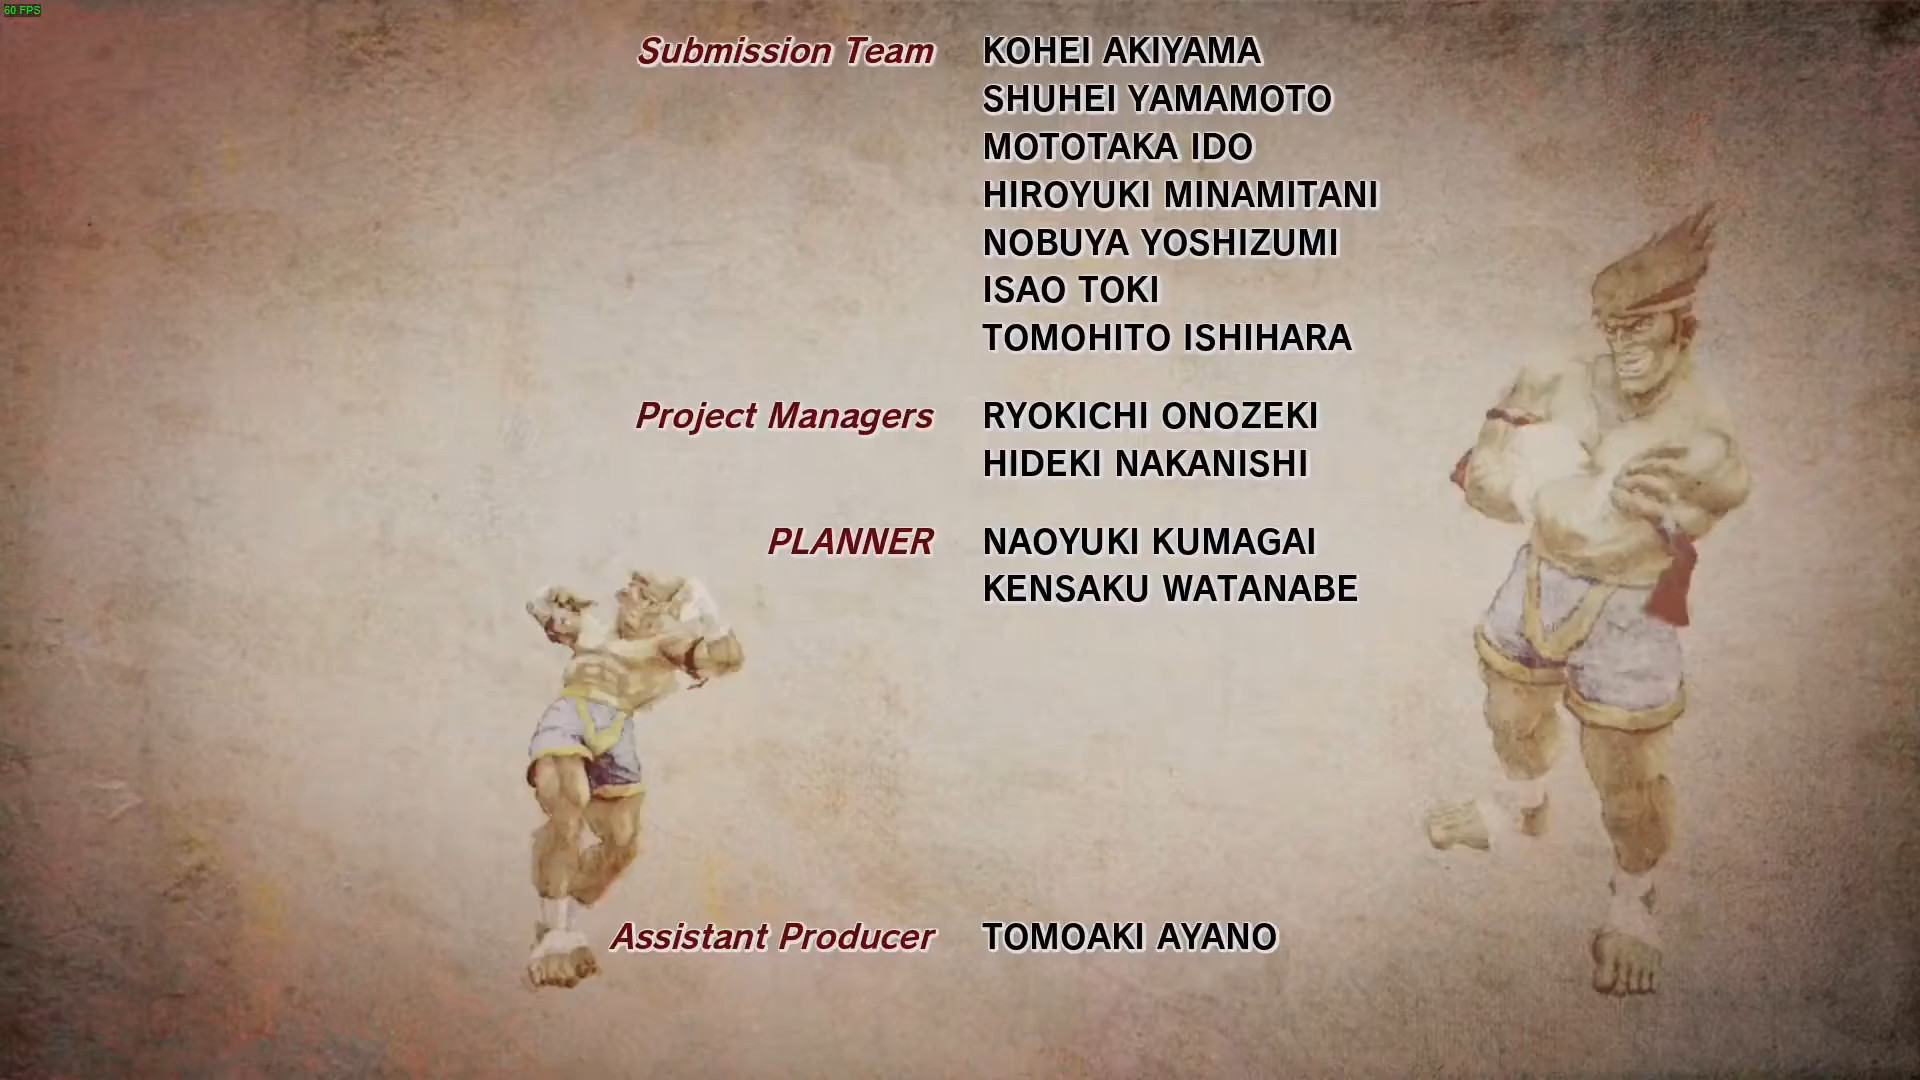 60 FPS
Submission Team KOHEI AKIYAMA
SHUHEI YAMAMOTO
MOTOTAKA IDO
HIROYUKI MINAMITANI
NOBUYA YOSHIZUMI
ISAO TOKI
TOMOHITO ISHIHARA
Project Managers RYOKICHI ONOZEKI
HIDEKI NAKANISHI
PLANNER NAOYUKI KUMAGAI
KENSAKU WATANABE
Assistant Producer TOMOAKI AYANO